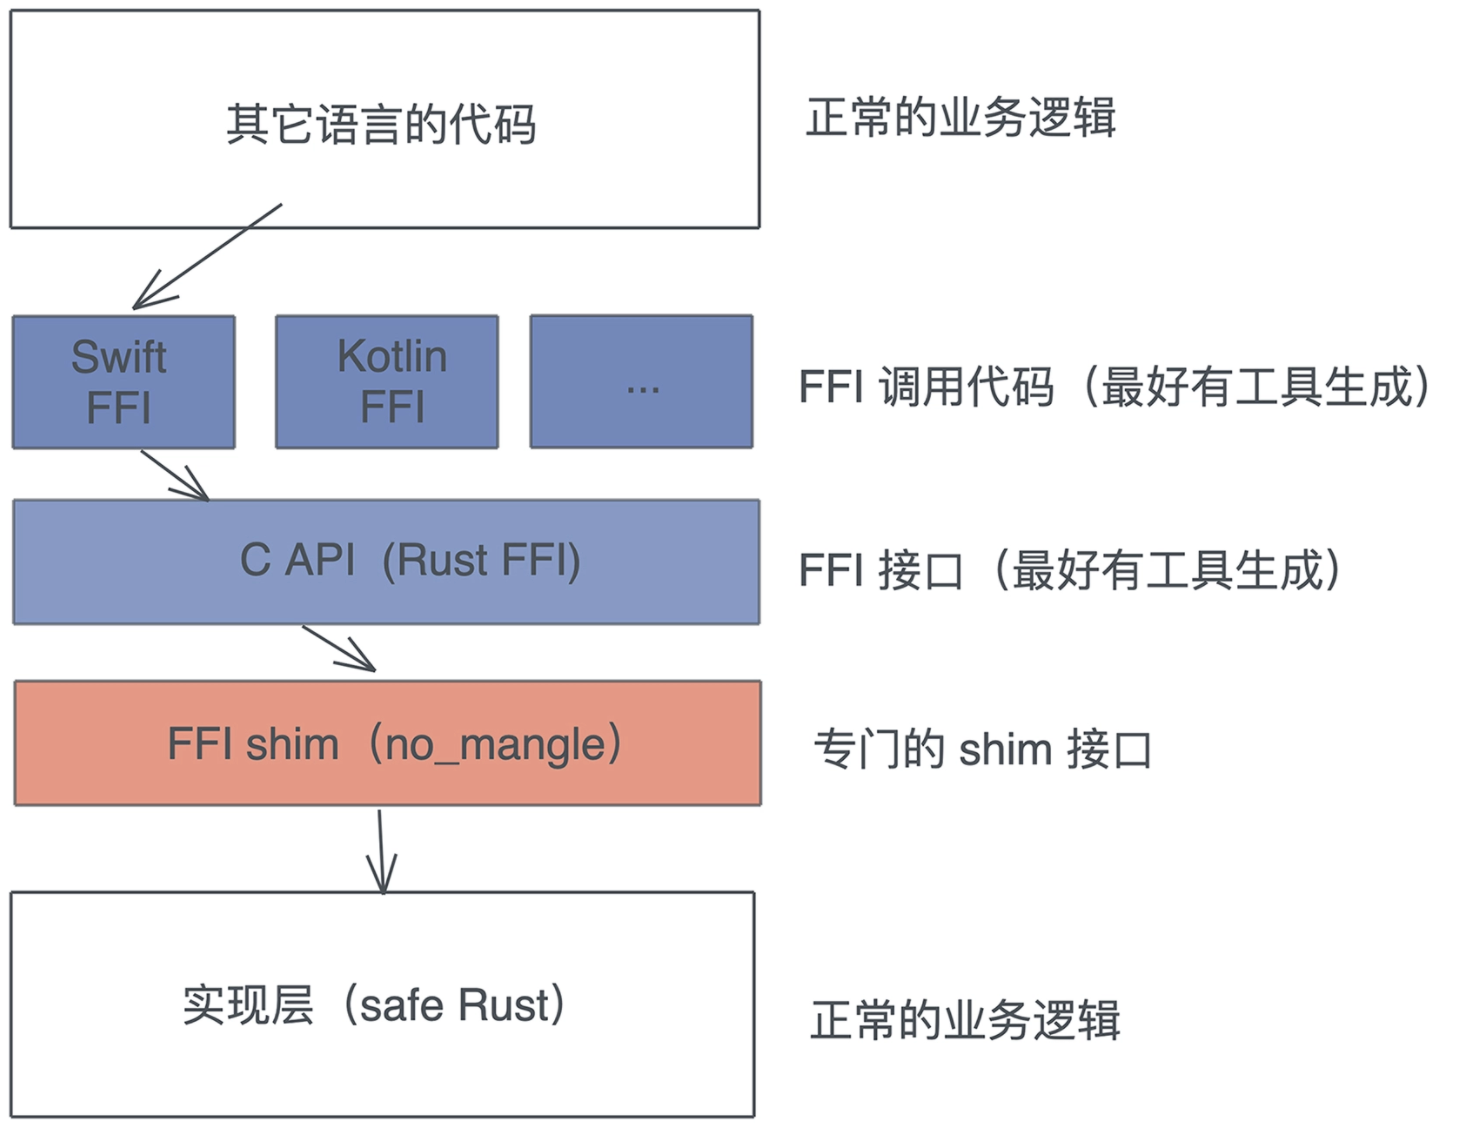 其它语言的代码
正常的业务逻辑
Swift
FFI
Kotlin
FFI
...
FFI 调用代码（最好有工具生成）
C API  (Rust FFI)
FFI 接口（最好有工具生成）
FFI shim（no_mangle）
专门的 shim 接口
实现层（safe Rust）
正常的业务逻辑